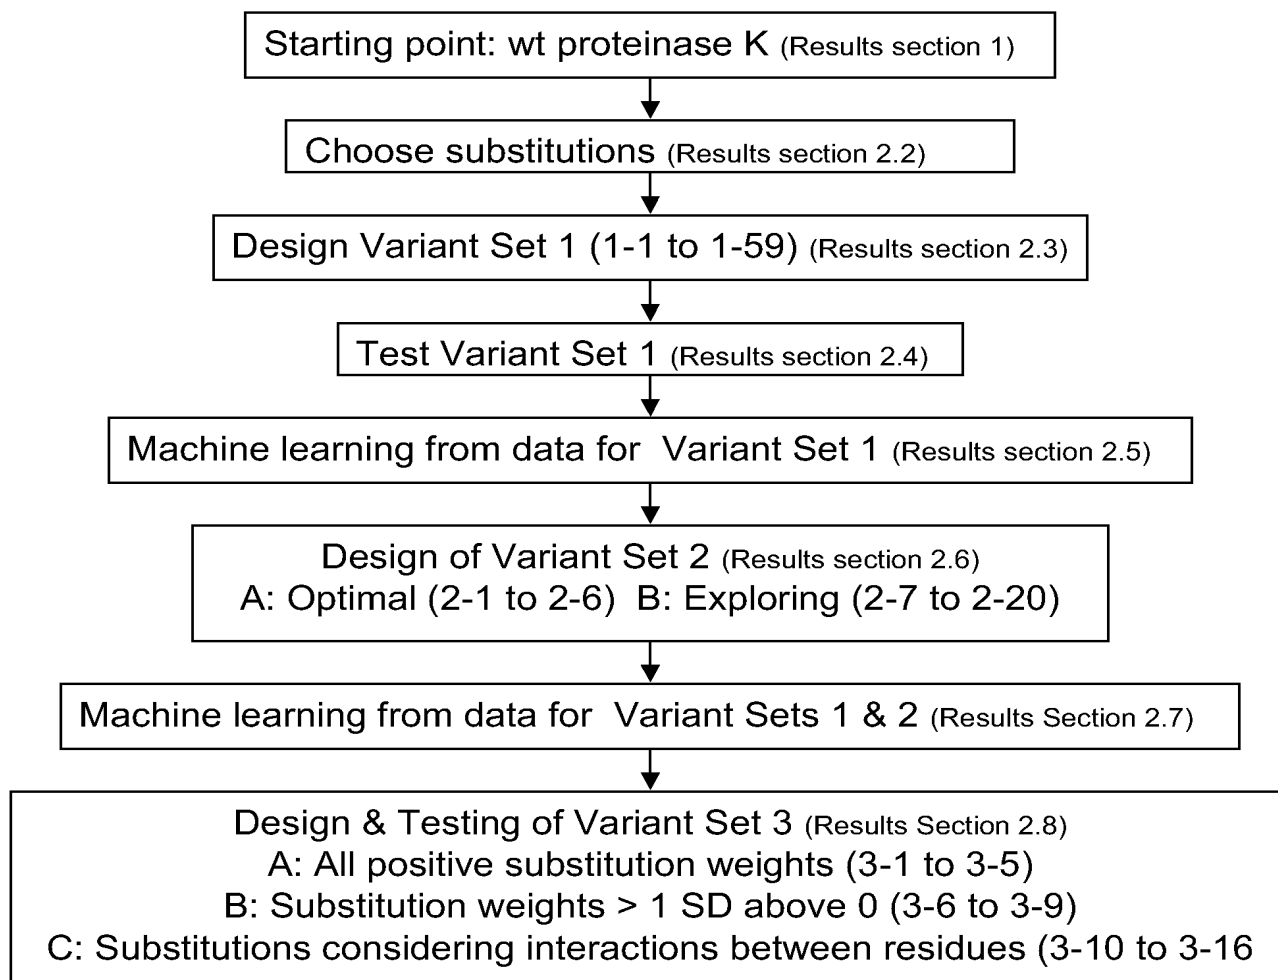 Starting point: wt proteinase K (Results section 1)
Choose substitutions (Results section 2.2)
Design Variant Set 1 (1-1 to 1-59) (Results section 2.3)
Test Variant Set 1 (Results section 2.4)
Machine learning from data for Variant Set 1 (Results section 2.5)
Design of Variant Set 2 (Results section 2.6)
A: Optimal (2-1 to 2-6) B: Exploring (2-7 to 2-20)
Machine learning from data for Variant Sets 1 & 2 (Results Section 2.7)
Design & Testing of Variant Set 3 (Results Section 2.8)
A: All positive substitution weights (3-1 to 3-5)
B: Substitution weights > 1 SD above 0 (3-6 to 3-9)
C: Substitutions considering interactions between residues (3-10 to 3-16